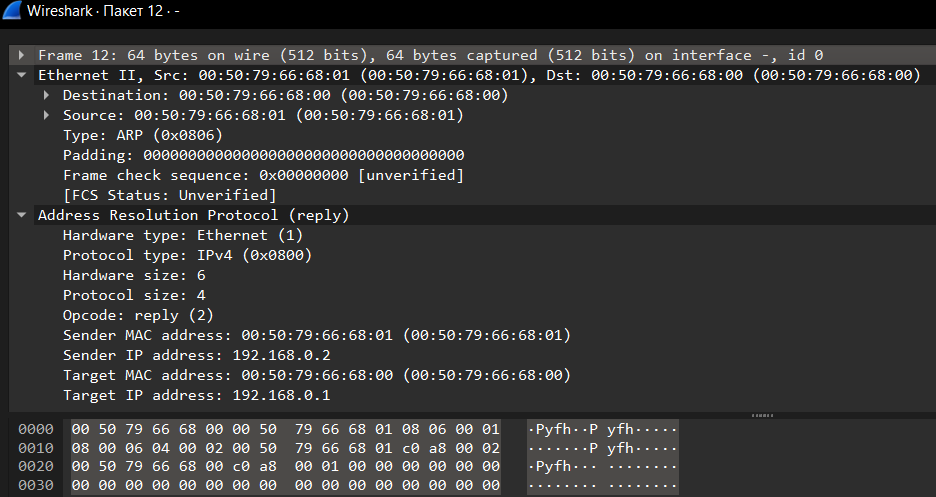 Wireshark · Пакет 12 · -
Frame 12: 64 bytes on wire (512 bits), 64 bytes captured (512 bits) on interface -, id 0
Ethernet II, Src: 00:50:79:66:68:01 (00:50:79:66:68:01), Dst: 00:50:79:66:68:00 (00:50:79:66:68:00)
Destination: 00:50:79:66:68:00 (00:50:79:66:68:00)
Source: 00:50:79:66:68:01 (00:50:79:66:68:01)
Type: ARP (0x0806)
Padding: 000000000000000000000000000000000000
Frame check sequence: 0x00000000 [unverified]
[FCS Status: Unverified]
Address Resolution Protocol (reply)
Hardware type: Ethernet (1)
Protocol type: IPv4 (0x0800)
Hardware size: 6
Protocol size: 4
Opcode: reply (2)
Sender MAC address: 00:50:79:66:68:01 (00:50:79:66:68:01)
Sender IP address: 192.168.0.2
Target MAC address: 00:50:79:66:68:00 (00:50:79:66:68:00)
Target IP address: 192.168.0.1
0000 00 50 79 66 68 00 00 50 79 66 68 01 08 06 00 01 ·Pyfh··P yfh·····
0010 08 00 06 04 00 02 00 50 79 66 68 01 c0 a8 00 02 ·······P yfh·····
0020 00 50 79 66 68 00 c0 a8 00 01 00 00 00 00 00 00 ·Pyfh··· ········
0030 00 00 00 00 00 00 00 00 00 00 00 00 00 00 00 00 ········ ········